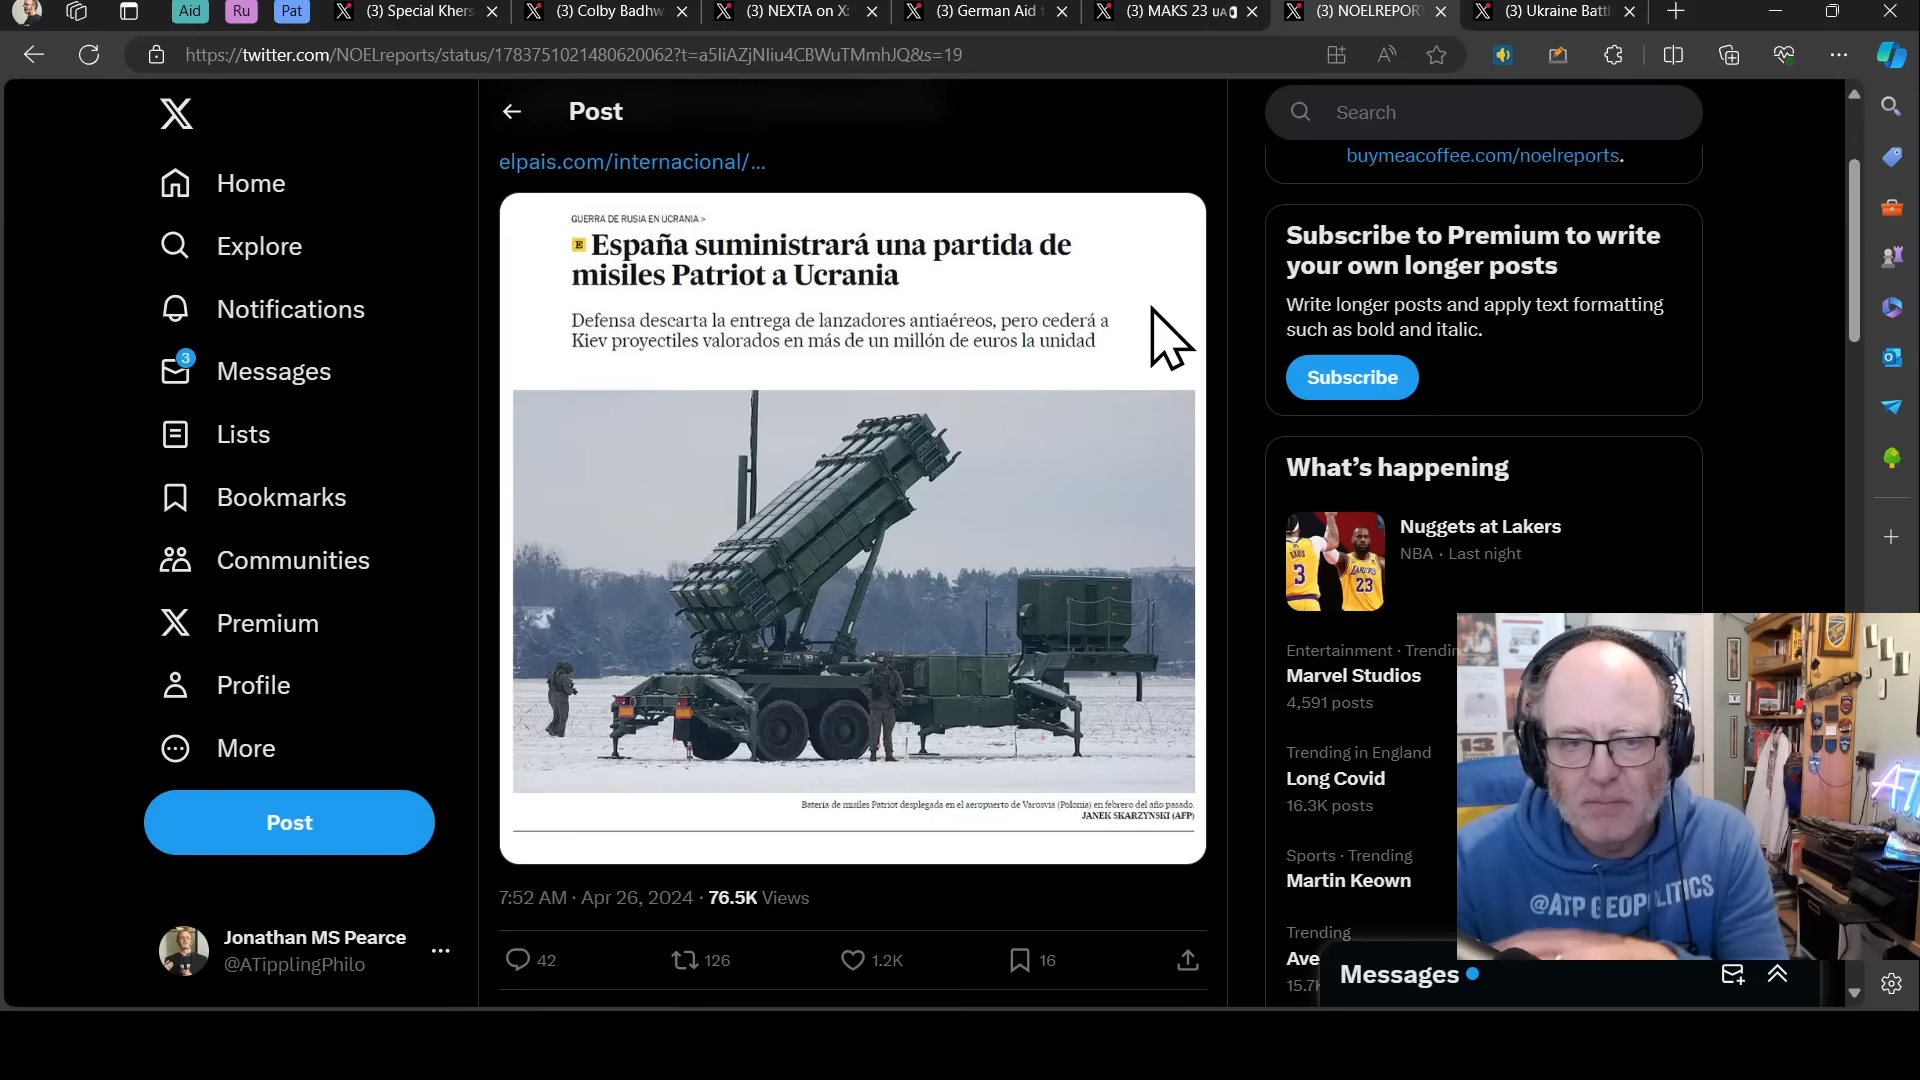 Aid
Ru
Pat
(3) Special Khers
(3) Colby Badhw
(3) NEXTA on X:
(3) German Aid
(3) MAKS 23
(3) NOELREPOR
(3) Ukraine Battl
https://twitter.com/NOELreports/status/1783751021480620062?t=a5IiAZjNIiu4CBWuTMmhJQ&s=19
Home
Explore
Notifications
3
Messages
Lists
Bookmarks
Communities
Premium
Profile
More
Post
Jonathan MS Pearce
@ATipplingPhilo
Post
elpais.com/internacional/...
GUERRA DE RUSIA EN UCRANIA >
E España suministrará una partida de
misiles Patriot a Ucrania
Defensa descarta la entrega de lanzadores antiaéreos, pero cederá a
Kiev proyectiles valorados en más de un millón de euros la unidad
Batería de misiles Patriot desplegada en el aeropuerto de Varsovia (Polonia) en febrero del año pasado.
JANEK SKARZYNSKI (AFP)
7:52 AM · Apr 26, 2024 · 76.5K Views
42
126
1.2K
16
Search
buymeacoffee.com/noelreports.
Subscribe to Premium to write
your own longer posts
Write longer posts and apply text formatting
such as bold and italic.
Subscribe
What's happening
Nuggets at Lakers
NBA · Last night
3
LAKERS
23
Entertainment · Trendin
Marvel Studios
4,591 posts
Trending in England
Long Covid
16.3K posts
Sports · Trending
Martin Keown
Trending
Ave
15.7K
Messages
@ATP GEOPOLITICS